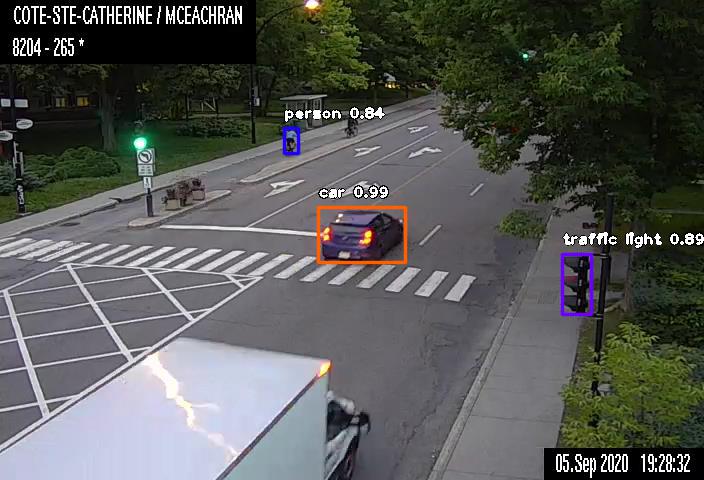 COTE-STE-CATHERINE / MCEACHRAN
8204 - 265 *
person 0.84
car 0.99
traffic light 0.89
05.Sep 2020 19:28:32